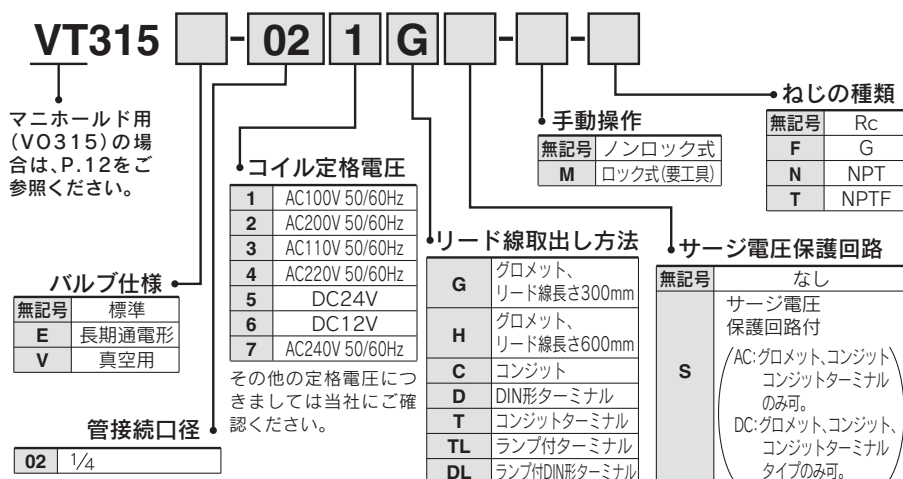 VT315 - 02 1 G - -
マニホールド用
(VO315)の場
合は、P.12をご
参照ください。
バルブ仕様
無記号 標準
E 長期通電形
V 真空用
管接続口径
02 1/4
コイル定格電圧
1 AC100V 50/60Hz
2 AC200V 50/60Hz
3 AC110V 50/60Hz
4 AC220V 50/60Hz
5 DC24V
6 DC12V
7 AC240V 50/60Hz
その他の定格電圧につ
きましては当社にご確
認ください。
リード線取出し方法
G グロメット、
リード線長さ300mm
H グロメット、
リード線長さ600mm
C コンジット
D DIN形ターミナル
T コンジットターミナル
TL ランプ付ターミナル
DL ランプ付DIN形ターミナル
手動操作
無記号 ノンロック式
M ロック式(要工具)
サージ電圧保護回路
無記号 なし
S サージ電圧
保護回路付
(AC:グロメット、コンジット
コンジットターミナル
のみ可。
DC:グロメット、コンジット、
コンジットターミナル
タイプのみ可。)
ねじの種類
無記号 Rc
F G
N NPT
T NPTF